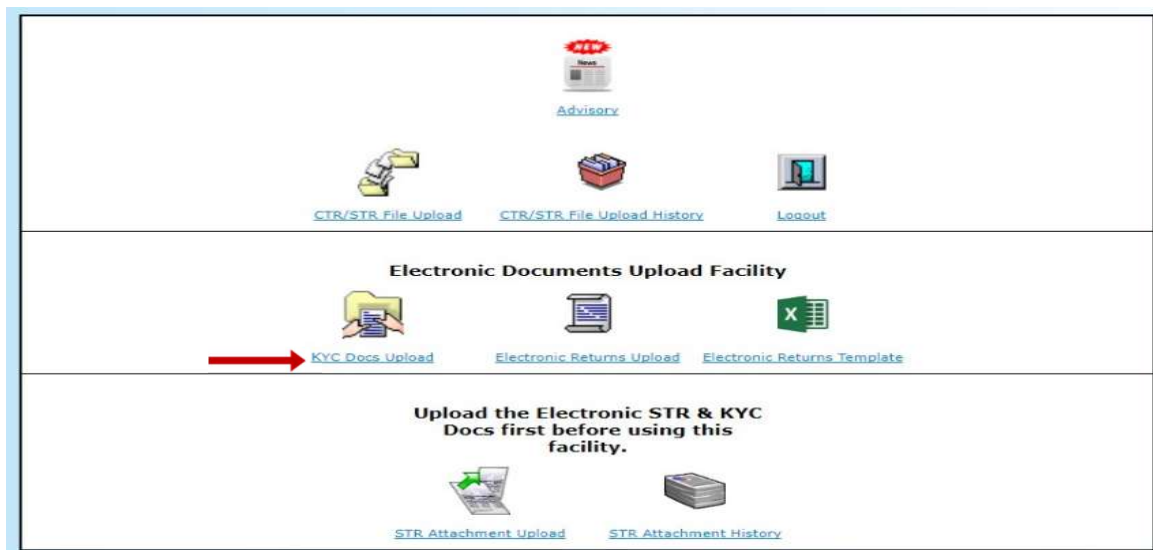 NEW
News
Advisory
CTR/STR File Upload CTR/STR File Upload History Logout
Electronic Documents Upload Facility
X
KYC Docs Upload Electronic Returns Upload Electronic Returns Template
Upload the Electronic STR & KYC
Docs first before using this
facility.
STR Attachment Upload STR Attachment History